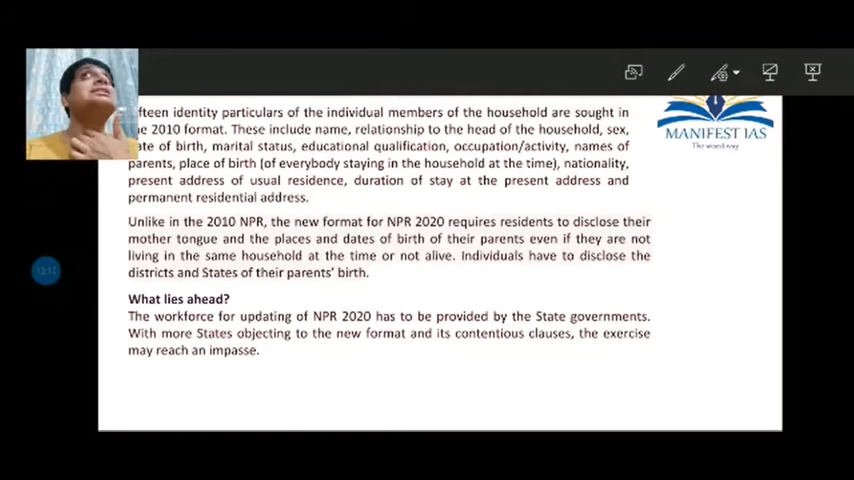 fteen identity particulars of the individual members of the household are sought in
e 2010 format. These include name, relationship to the head of the household, sex,
ate of birth, marital status, educational qualification, occupation/activity, names of
parents, place of birth (of everybody staying in the household at the time), nationality,
present address of usual residence, duration of stay at the present address and
permanent residential address.
Unlike in the 2010 NPR, the new format for NPR 2020 requires residents to disclose their
mother tongue and the places and dates of birth of their parents even if they are not
living in the same household at the time or not alive. Individuals have to disclose the
districts and States of their parents' birth.
What lies ahead?
The workforce for updating of NPR 2020 has to be provided by the State governments.
With more States objecting to the new format and its contentious clauses, the exercise
may reach an impasse.
MANIFEST IAS